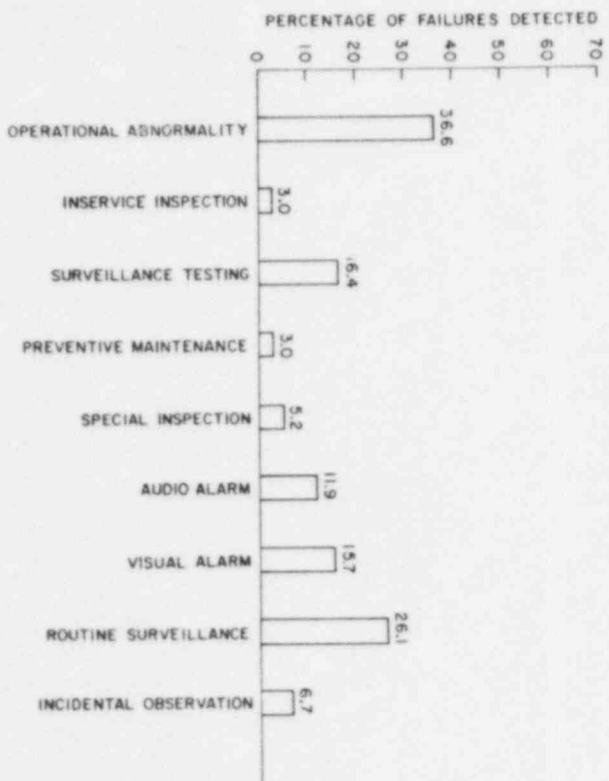 PERCENTAGE OF FAILURES DETECTED
0 10 20 30 40 50 60 70
OPERATIONAL ABNORMALITY 36.6
INSERVICE INSPECTION 3.0
SURVEILLANCE TESTING 16.4
PREVENTIVE MAINTENANCE 3.0
SPECIAL INSPECTION 5.2
AUDIO ALARM 11.9
VISUAL ALARM 15.7
ROUTINE SURVEILLANCE 26.1
INCIDENTAL OBSERVATION 6.7